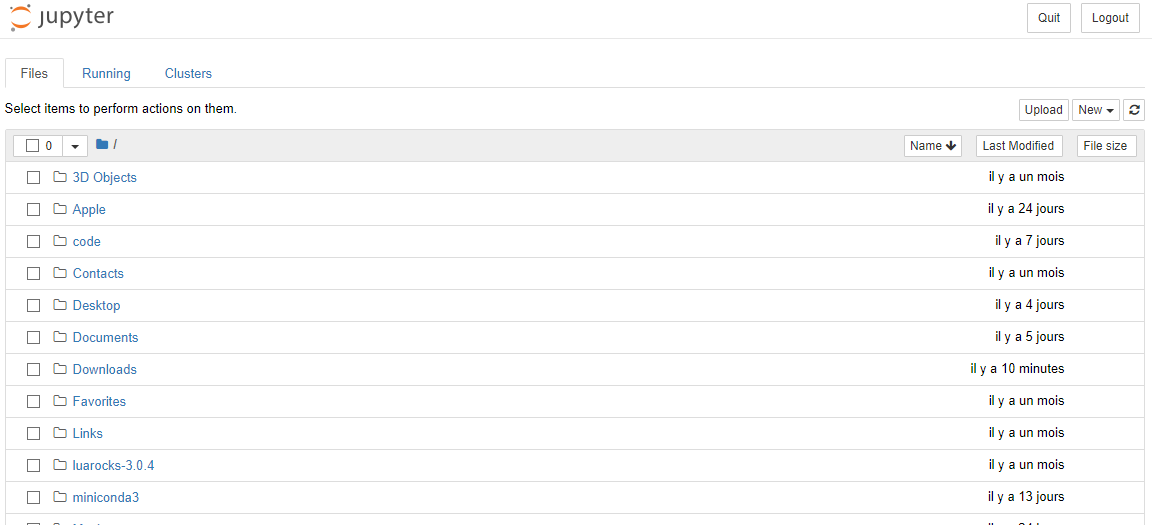 jupyter Quit Logout
Files Running Clusters
Select items to perform actions on them. Upload New
0 / Name Last Modified File size
3D Objects il y a un mois
Apple il y a 24 jours
code il y a 7 jours
Contacts il y a un mois
Desktop il y a 4 jours
Documents il y a 5 jours
Downloads il y a 10 minutes
Favorites il y a un mois
Links il y a un mois
luarocks-3.0.4 il y a un mois
miniconda3 il y a 13 jours